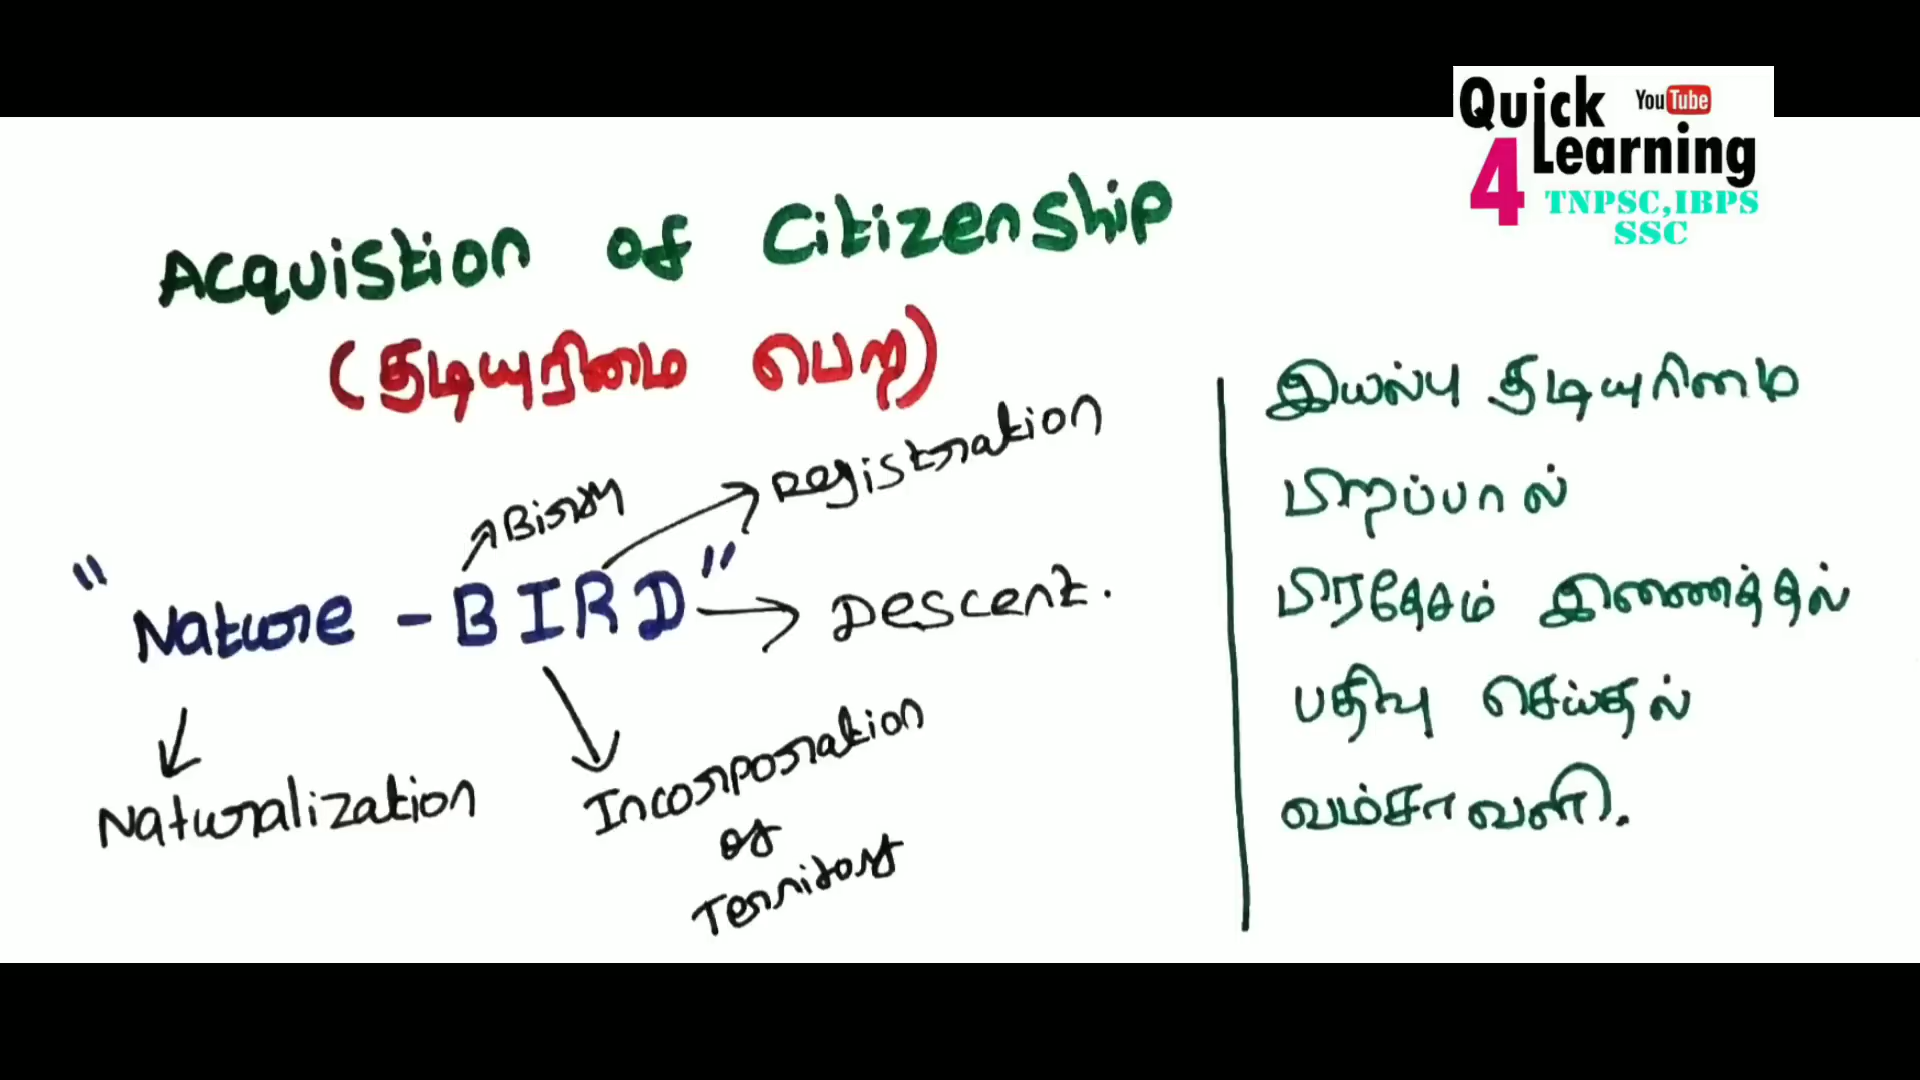 Quick
YouTube
4 Learning
TNPSC,IBPS
SSC
Acquistion of Citizenship
(குடியுரிமை பெற)
Birth
Registration
"Nature - BIRD"
Descent.
Naturalization
Incorporation
of
Territory
இயல்பு குடியுரிமை
பிறப்பால்
பிரதேசம் இணைத்தல்
பதிவு செய்தல்
வம்சாவளி.